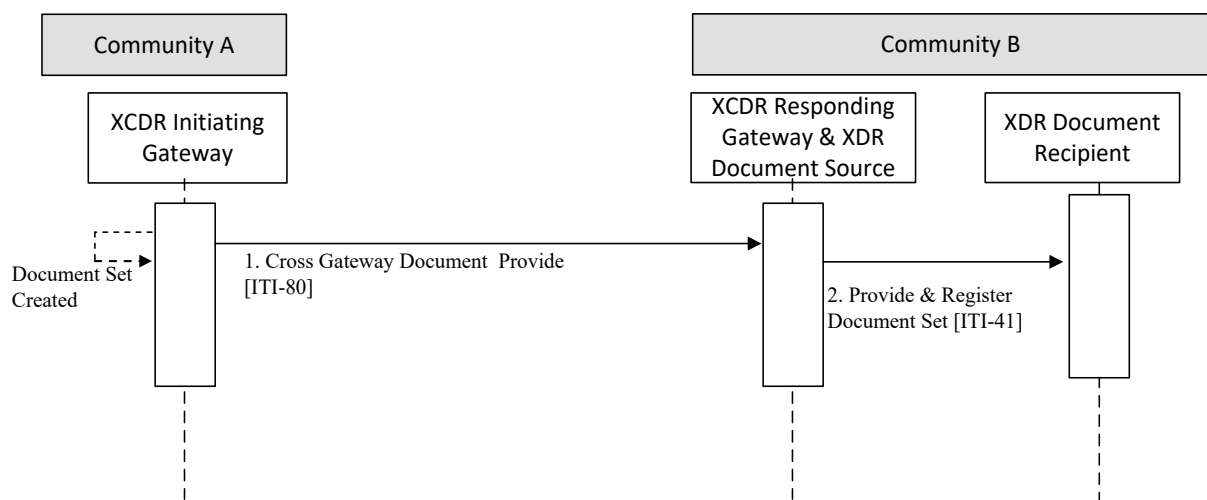 Community A
Community B
XCDR Initiating
Gateway
XCDR Responding
Gateway & XDR
Document Source
XDR Document
Recipient
Document Set
Created
1. Cross Gateway Document  Provide
[ITI-80]
2. Provide & Register
Document Set [ITI-41]